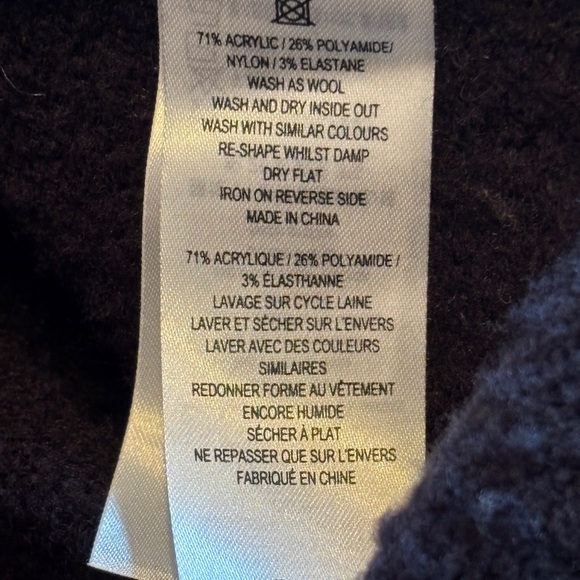 71% ACRYLIC / 26% POLYAMIDE/
NYLON / 3% ELASTANE
WASH AS WOOL
WASH AND DRY INSIDE OUT
WASH WITH SIMILAR COLOURS
RE-SHAPE WHILST DAMP
DRY FLAT
IRON ON REVERSE SIDE
MADE IN CHINA
71% ACRYLIQUE / 26% POLYAMIDE /
3% ÉLASTHANNE
LAVAGE SUR CYCLE LAINE
LAVER ET SÉCHER SUR L'ENVERS
LAVER AVEC DES COULEURS
SIMILAIRES
REDONNER FORME AU VÊTEMENT
ENCORE HUMIDE
SÉCHER À PLAT
NE REPASSER QUE SUR L'ENVERS
FABRIQUÉ EN CHINE